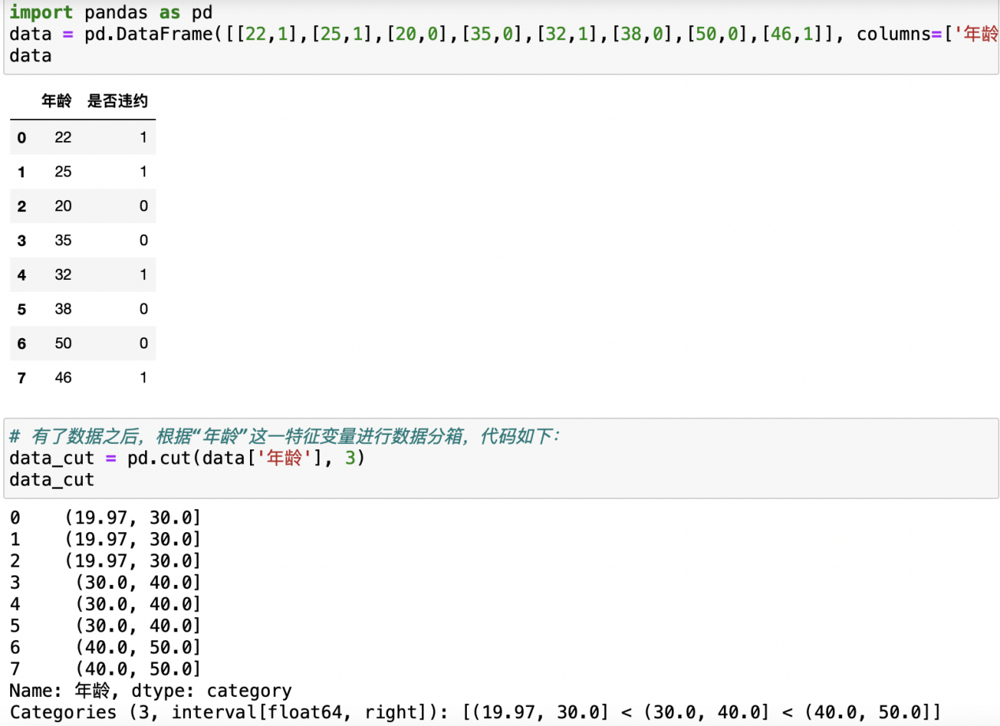 import pandas as pd
data = pd.DataFrame([[22,1],[25,1],[20,0],[35,0],[32,1],[38,0],[50,0],[46,1]], columns=['年龄
data
年龄 是否违约
0 22 1
1 25 1
2 20 0
3 35 0
4 32 1
5 38 0
6 50 0
7 46 1
# 有了数据之后，根据“年龄”这一特征变量进行数据分箱，代码如下：
data_cut = pd.cut(data['年龄'], 3)
data_cut
0 (19.97, 30.0]
1 (19.97, 30.0]
2 (19.97, 30.0]
3 (30.0, 40.0]
4 (30.0, 40.0]
5 (30.0, 40.0]
6 (40.0, 50.0]
7 (40.0, 50.0]
Name: 年龄, dtype: category
Categories (3, interval[float64, right]): [(19.97, 30.0] < (30.0, 40.0] < (40.0, 50.0]]